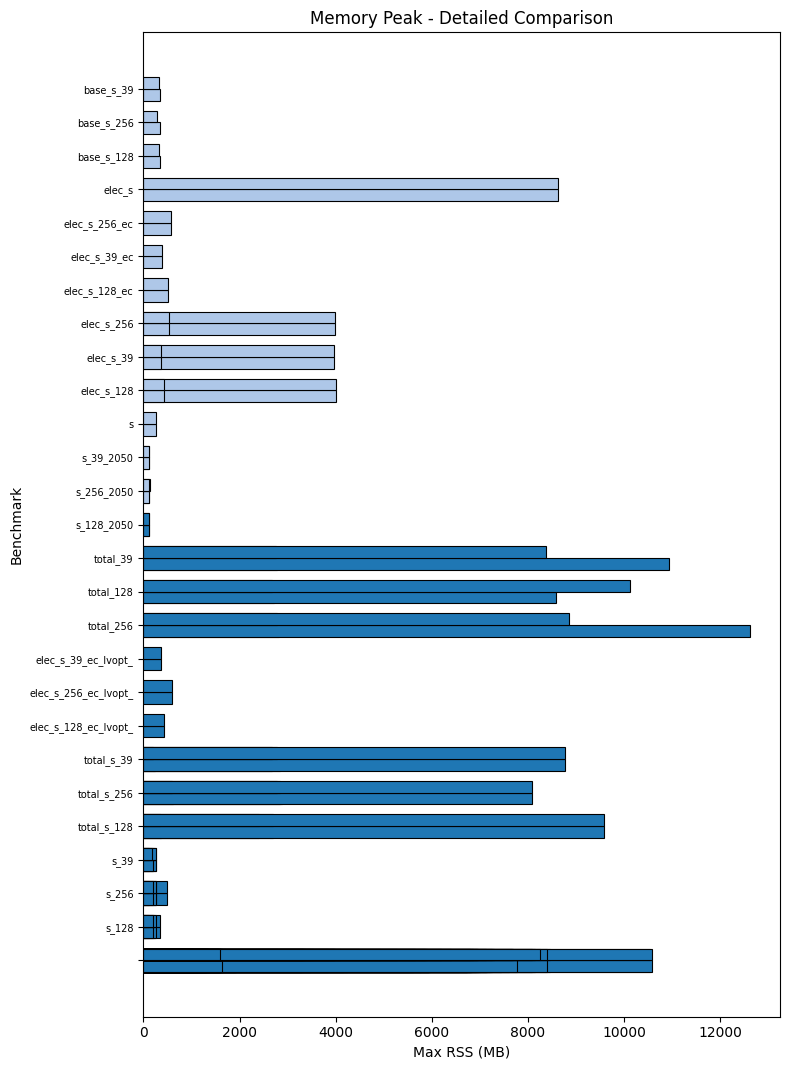 Memory Peak - Detailed Comparison
base_s_39
base_s_256
base_s_128
elec_s
elec_s_256_ec
elec_s_39_ec
elec_s_128_ec
elec_s_256
elec_s_39
elec_s_128
s
s_39_2050
s_256_2050
s_128_2050
total_39
total_128
total_256
elec_s_39_ec_lvopt_
elec_s_256_ec_lvopt_
elec_s_128_ec_lvopt_
total_s_39
total_s_256
total_s_128
s_39
s_256
s_128
Benchmark
0 2000 4000 6000 8000 10000 12000
Max RSS (MB)